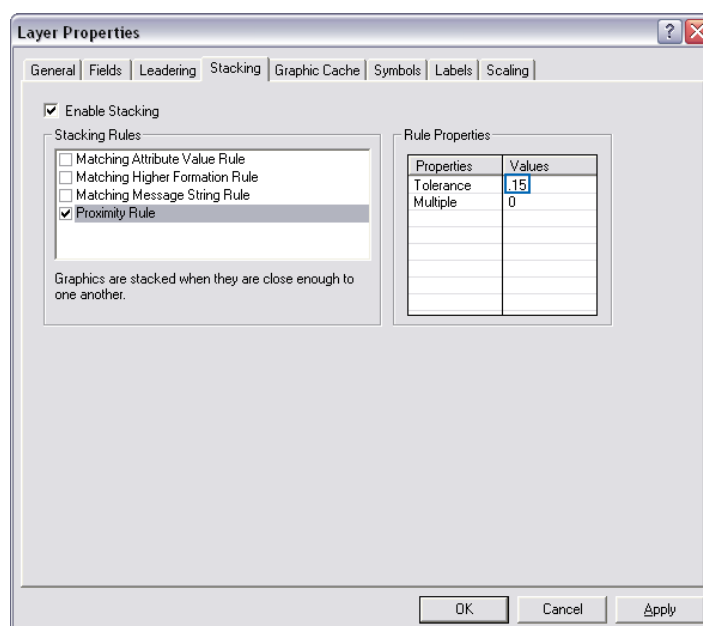 Layer Properties
General Fields Leadering Stacking Graphic Cache Symbols Labels Scaling
Enable Stacking
Stacking Rules
Matching Attribute Value Rule
Matching Higher Formation Rule
Matching Message String Rule
Proximity Rule
Graphics are stacked when they are close enough to
one another.
Rule Properties
Properties Values
Tolerance .15
Multiple 0
OK Cancel Apply